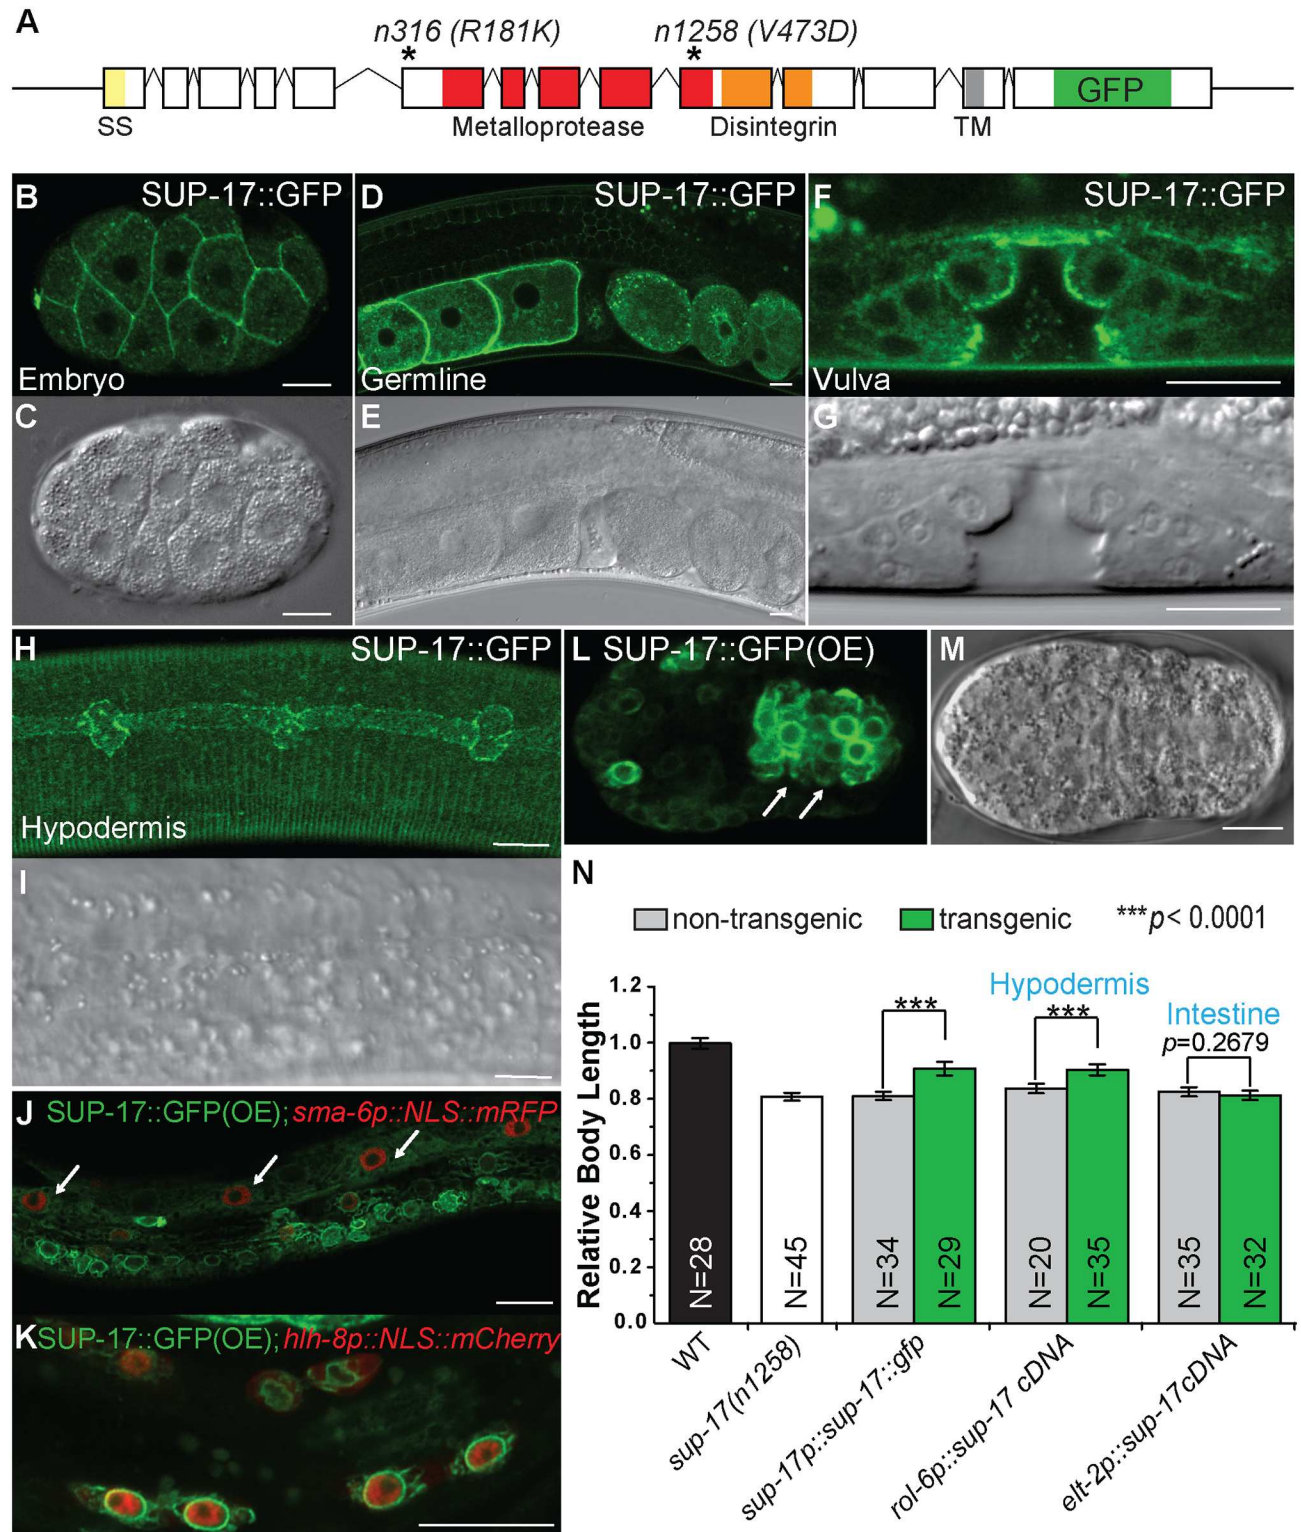 A
n316 (R181K)
n1258 (V473D)
* *
GFP
SS
Metalloprotease
Disintegrin
TM
B
SUP-17::GFP
Embryo
D
SUP-17::GFP
Germline
F
SUP-17::GFP
Vulva
C
E
G
H
SUP-17::GFP
Hypodermis
L SUP-17::GFP(OE)
M
I
J
SUP-17::GFP(OE);sma-6p::NLS::mRFP
KSUP-17::GFP(OE);hlh-8p::NLS::mCherry
N
non-transgenic
transgenic
***p< 0.0001
Relative Body Length
1.2
1.0
0.8
0.6
0.4
0.2
0.0
***
Hypodermis
***
Intestine
p=0.2679
N=28
N=45
N=34
N=29
N=20
N=35
N=35
N=32
WT
sup-17(n1258)
sup-17p::sup-17::gfp
rol-6p::sup-17 cDNA
elt-2p::sup-17cDNA